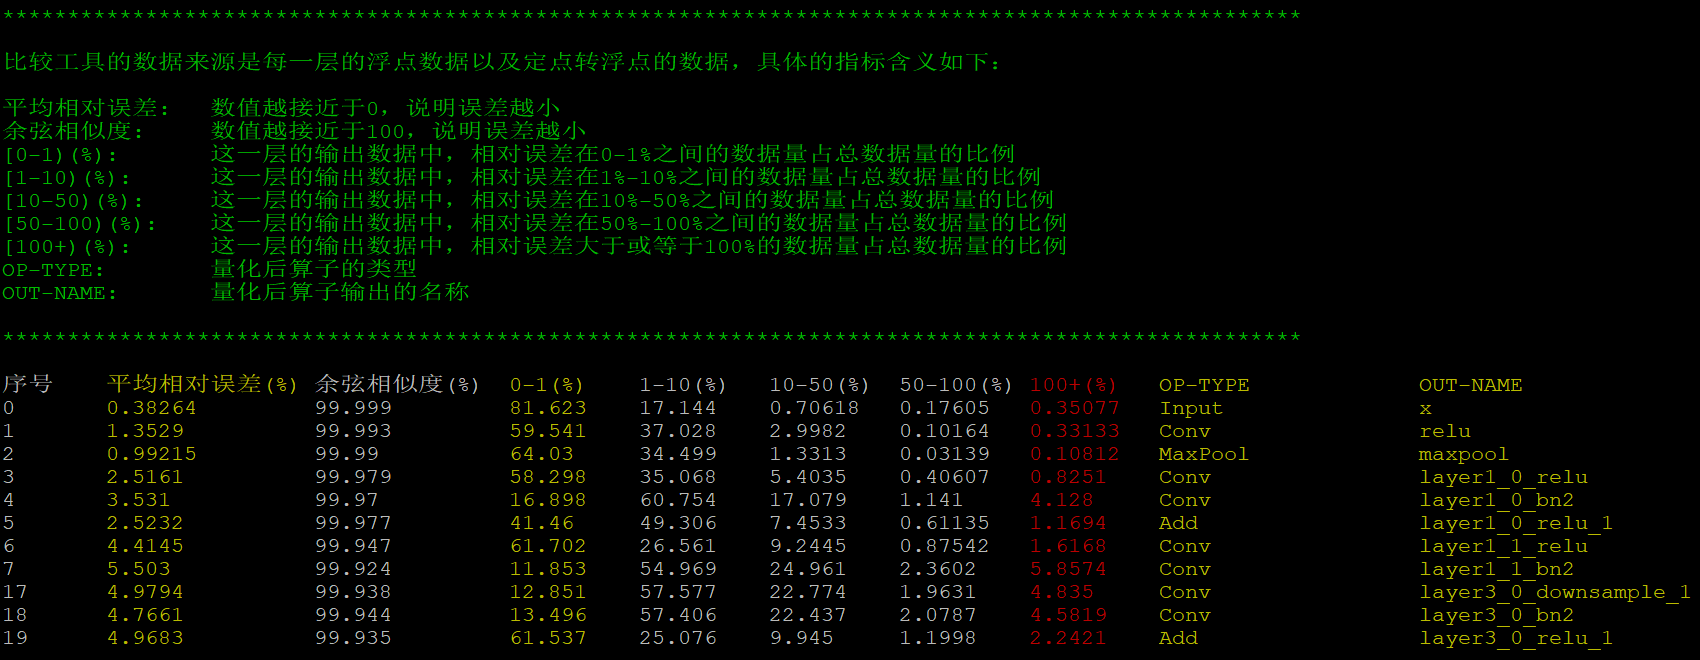 ****************************************************************************************************
比较工具的数据来源是每一层的浮点数据以及定点转浮点的数据，具体的指标含义如下：
平均相对误差： 数值越接近于0，说明误差越小
余弦相似度： 数值越接近于100，说明误差越小
[0-1)(%): 这一层的输出数据中，相对误差在0-1%之间的数据量占总数据量的比例
[1-10)(%): 这一层的输出数据中，相对误差在1%-10%之间的数据量占总数据量的比例
[10-50)(%): 这一层的输出数据中，相对误差在10%-50%之间的数据量占总数据量的比例
[50-100)(%): 这一层的输出数据中，相对误差在50%-100%之间的数据量占总数据量的比例
[100+)(%): 这一层的输出数据中，相对误差大于或等于100%的数据量占总数据量的比例
OP-TYPE: 量化后算子的类型
OUT-NAME: 量化后算子输出的名称
****************************************************************************************************
序号 平均相对误差(%) 余弦相似度(%) 0-1(%) 1-10(%) 10-50(%) 50-100(%) 100+(%) OP-TYPE OUT-NAME
0 0.38264 99.999 81.623 17.144 0.70618 0.17605 0.35077 Input x
1 1.3529 99.993 59.541 37.028 2.9982 0.10164 0.33133 Conv relu
2 0.99215 99.99 64.03 34.499 1.3313 0.03139 0.10812 MaxPool maxpool
3 2.5161 99.979 58.298 35.068 5.4035 0.40607 0.8251 Conv layer1_0_relu
4 3.531 99.97 16.898 60.754 17.079 1.141 4.128 Conv layer1_0_bn2
5 2.5232 99.977 41.46 49.306 7.4533 0.61135 1.1694 Add layer1_0_relu_1
6 4.4145 99.947 61.702 26.561 9.2445 0.87542 1.6168 Conv layer1_1_relu
7 5.503 99.924 11.853 54.969 24.961 2.3602 5.8574 Conv layer1_1_bn2
17 4.9794 99.938 12.851 57.577 22.774 1.9631 4.835 Conv layer3_0_downsample_1
18 4.7661 99.944 13.496 57.406 22.437 2.0787 4.5819 Conv layer3_0_bn2
19 4.9683 99.935 61.537 25.076 9.945 1.1998 2.2421 Add layer3_0_relu_1